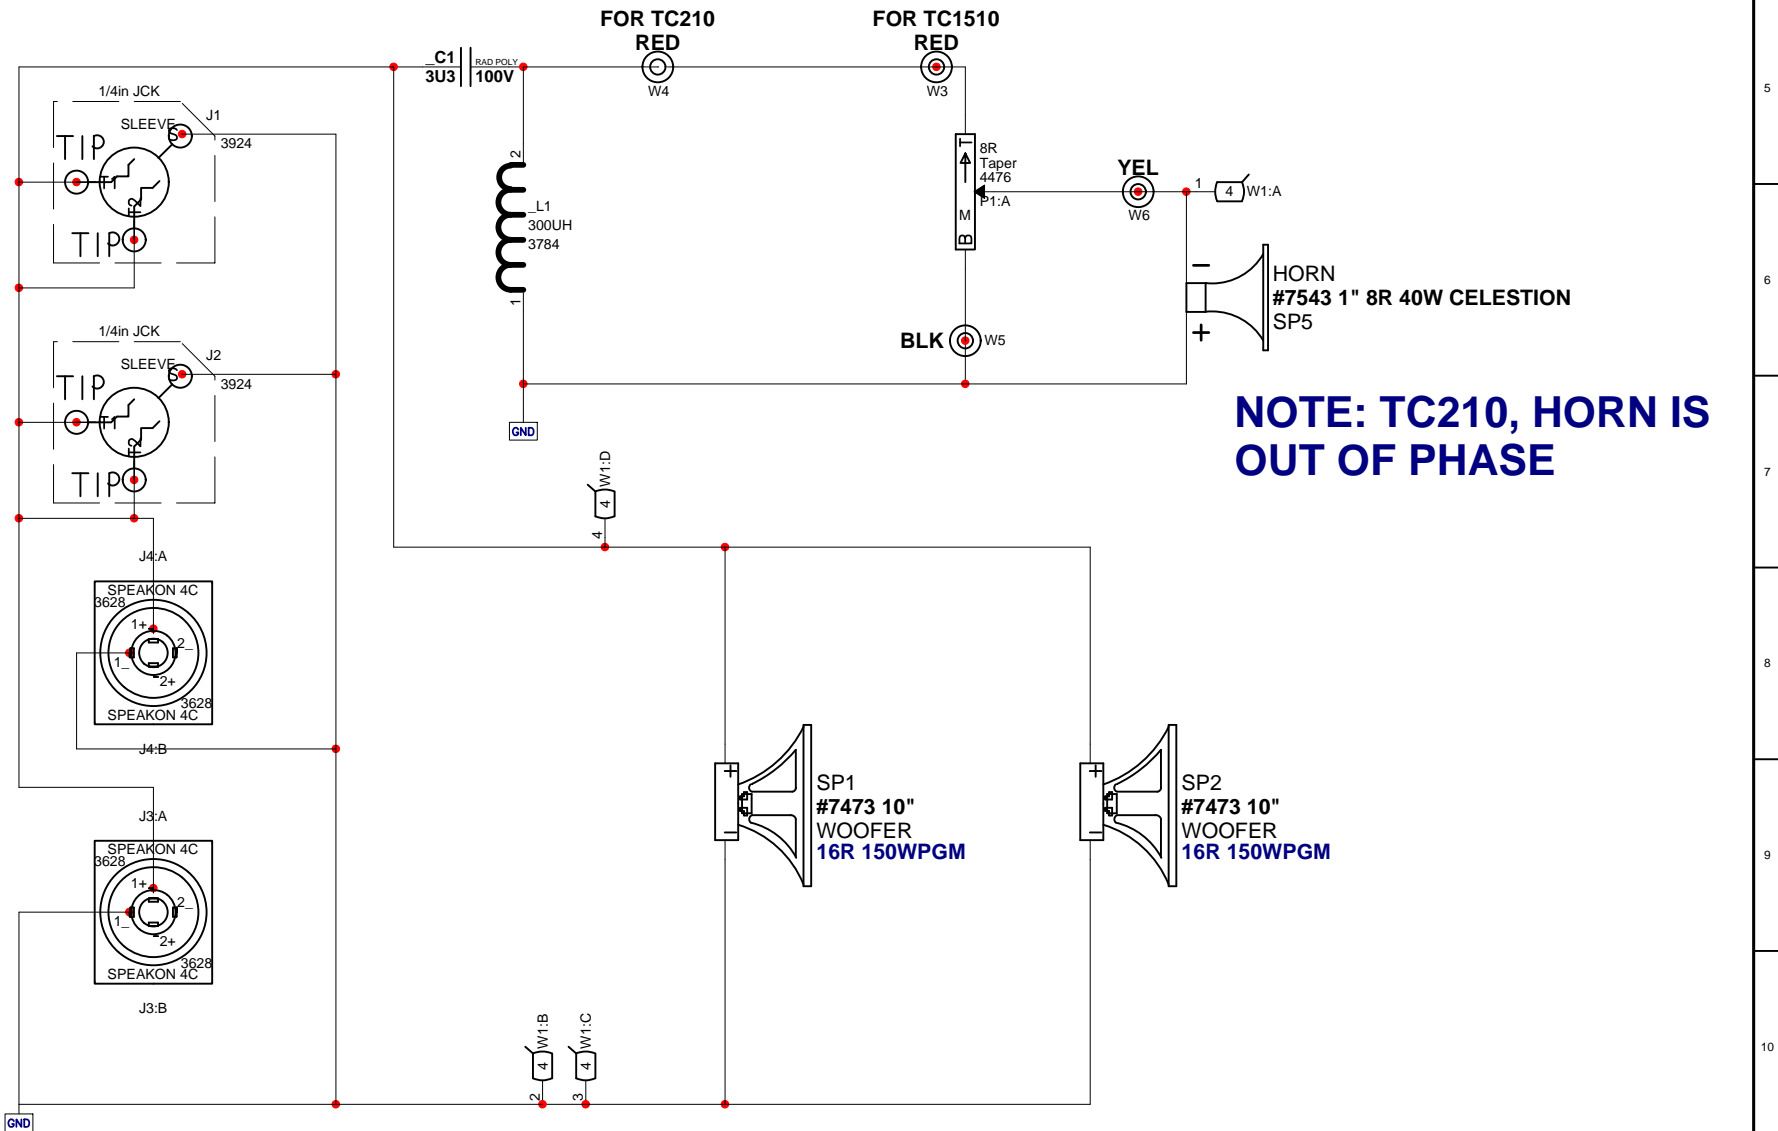 FOR TC210
RED
W4
FOR TC1510
RED
W3
_C1
3U3
RAD POLY
100V
5
1/4in JCK
J1
SLEEVE
S
3924
TIP
T1
T2
TIP
2
_L1
300UH
3784
1
T
8R
Taper
4476
P1:A
M
B
YEL
W6
1
4
W1:A
BLK
W5
6
HORN
#7543 1" 8R 40W CELESTION
SP5
−
+
GND
NOTE: TC210, HORN IS
OUT OF PHASE
1/4in JCK
J2
SLEEVE
S
3924
TIP
T1
T2
TIP
7
W1:D
4
4
J4:A
SPEAKON 4C
3628
1+
2_
1_
2+
3628
SPEAKON 4C
J4:B
8
SP1
#7473 10"
WOOFER
16R 150WPGM
+
−
SP2
#7473 10"
WOOFER
16R 150WPGM
+
−
9
J3:A
SPEAKON 4C
3628
1+
2_
1_
2+
3628
SPEAKON 4C
J3:B
W1:B
4
2
W1:C
4
3
10
GND